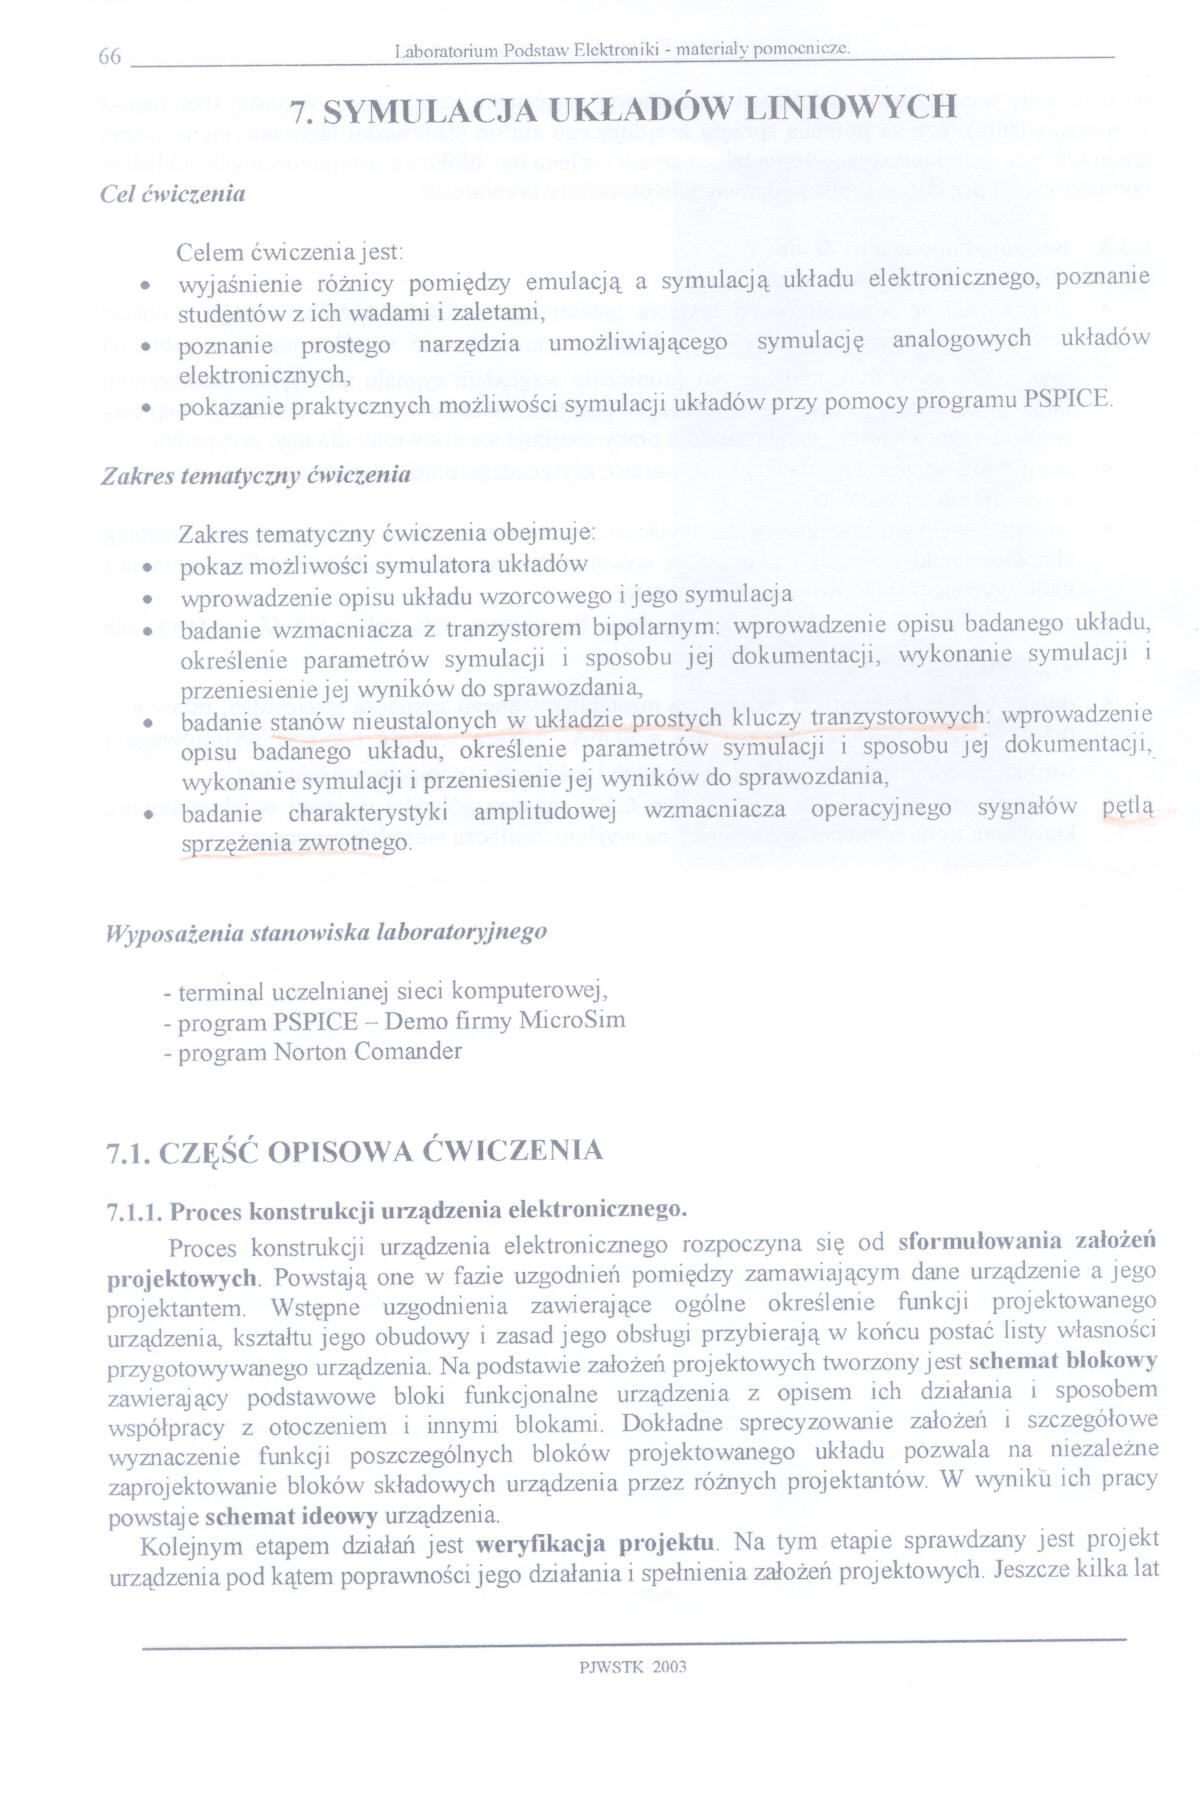 66 Laboratorium Podstaw Elektroniki - materiały pomocnicze.
7. SYMULACJA UKŁADÓW LINIOWYCH
Cel ćwiczenia
Celem ćwiczenia jest:
• wyjaśnienie różnicy pomiędzy emulacją a symulacją układu elektronicznego, poznanie
studentów z ich wadami i zaletami,
• poznanie prostego narzędzia umożliwiającego symulację analogowych układów
elektronicznych,
• pokazanie praktycznych możliwości symulacji układów przy pomocy programu PSPICE.
Zakres tematyczny ćwiczenia
Zakres tematyczny ćwiczenia obejmuje:
• pokaz możliwości symulatora układów
• wprowadzenie opisu układu wzorcowego i jego symulacja
• badanie wzmacniacza z tranzystorem bipolarnym: wprowadzenie opisu badanego układu,
określenie parametrów symulacji i sposobu jej dokumentacji, wykonanie symulacji i
przeniesienie jej wyników do sprawozdania,
• badanie stanów nieustalonych w układzie prostych kluczy tranzystorowych: wprowadzenie
opisu badanego układu, określenie parametrów symulacji i sposobu jej dokumentacji,
wykonanie symulacji i przeniesienie jej wyników do sprawozdania,
• badanie charakterystyki amplitudowej wzmacniacza operacyjnego sygnałów pętlą
sprzężenia zwrotnego.
Wyposażenia stanowiska laboratoryjnego
- terminal uczelnianej sieci komputerowej,
- program PSPICE – Demo firmy MicroSim
- program Norton Comander
7.1. CZĘŚĆ OPISOWA ĆWICZENIA
7.1.1. Proces konstrukcji urządzenia elektronicznego.
Proces konstrukcji urządzenia elektronicznego rozpoczyna się od sformułowania założeń
projektowych. Powstają one w fazie uzgodnień pomiędzy zamawiającym dane urządzenie a jego
projektantem. Wstępne uzgodnienia zawierające ogólne określenie funkcji projektowanego
urządzenia, kształtu jego obudowy i zasad jego obsługi przybierają w końcu postać listy własności
przygotowywanego urządzenia. Na podstawie założeń projektowych tworzony jest schemat blokowy
zawierający podstawowe bloki funkcjonalne urządzenia z opisem ich działania i sposobem
współpracy z otoczeniem i innymi blokami. Dokładne sprecyzowanie założeń i szczegółowe
wyznaczenie funkcji poszczególnych bloków projektowanego układu pozwala na niezależne
zaprojektowanie bloków składowych urządzenia przez różnych projektantów. W wyniku ich pracy
powstaje schemat ideowy urządzenia.
Kolejnym etapem działań jest weryfikacja projektu. Na tym etapie sprawdzany jest projekt
urządzenia pod kątem poprawności jego działania i spełnienia założeń projektowych. Jeszcze kilka lat
PJWSTK 2003